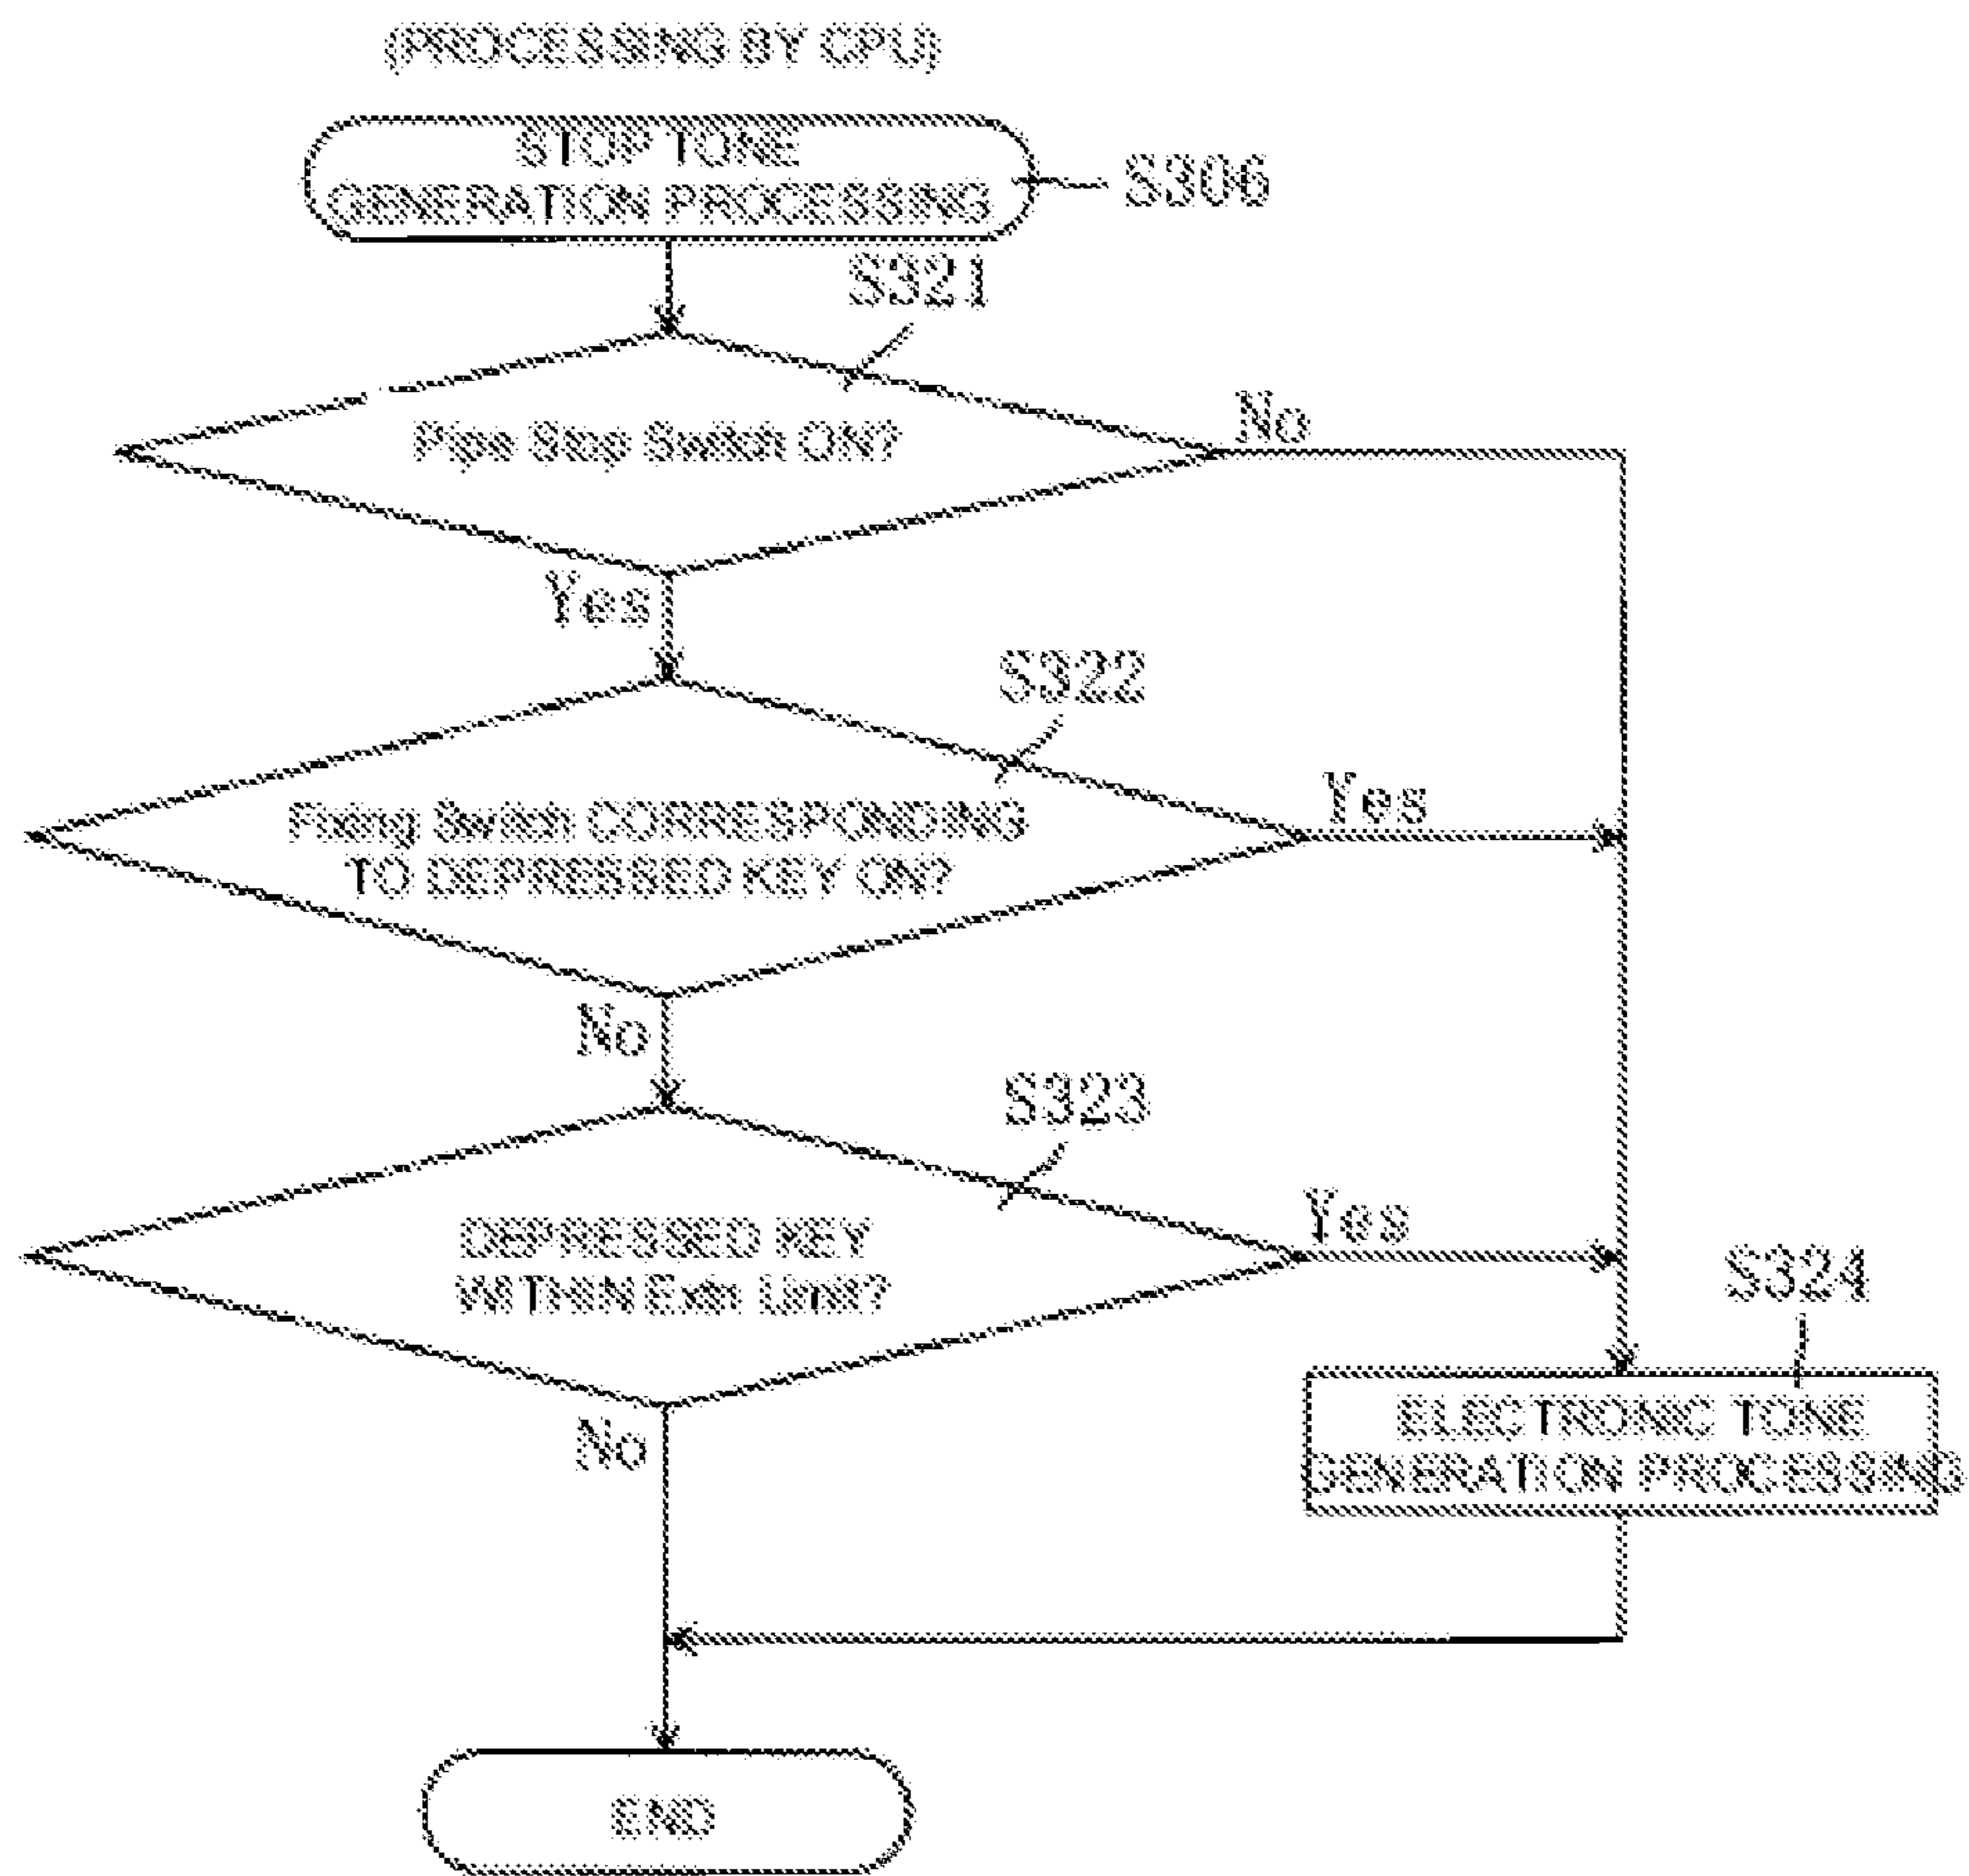 (PROCESSING BY CPU)
STOP TONE
GENERATION PROCESSING
S306
S321
Pipe Stop Switch ON?
No
Yes
S322
Fixing Switch CORRESPONDING
TO DEPRESSED KEY ON?
Yes
No
S323
DEPRESSED KEY
WITHIN Extn Limit?
Yes
S324
No
ELECTRONIC TONE
GENERATION PROCESSING
END